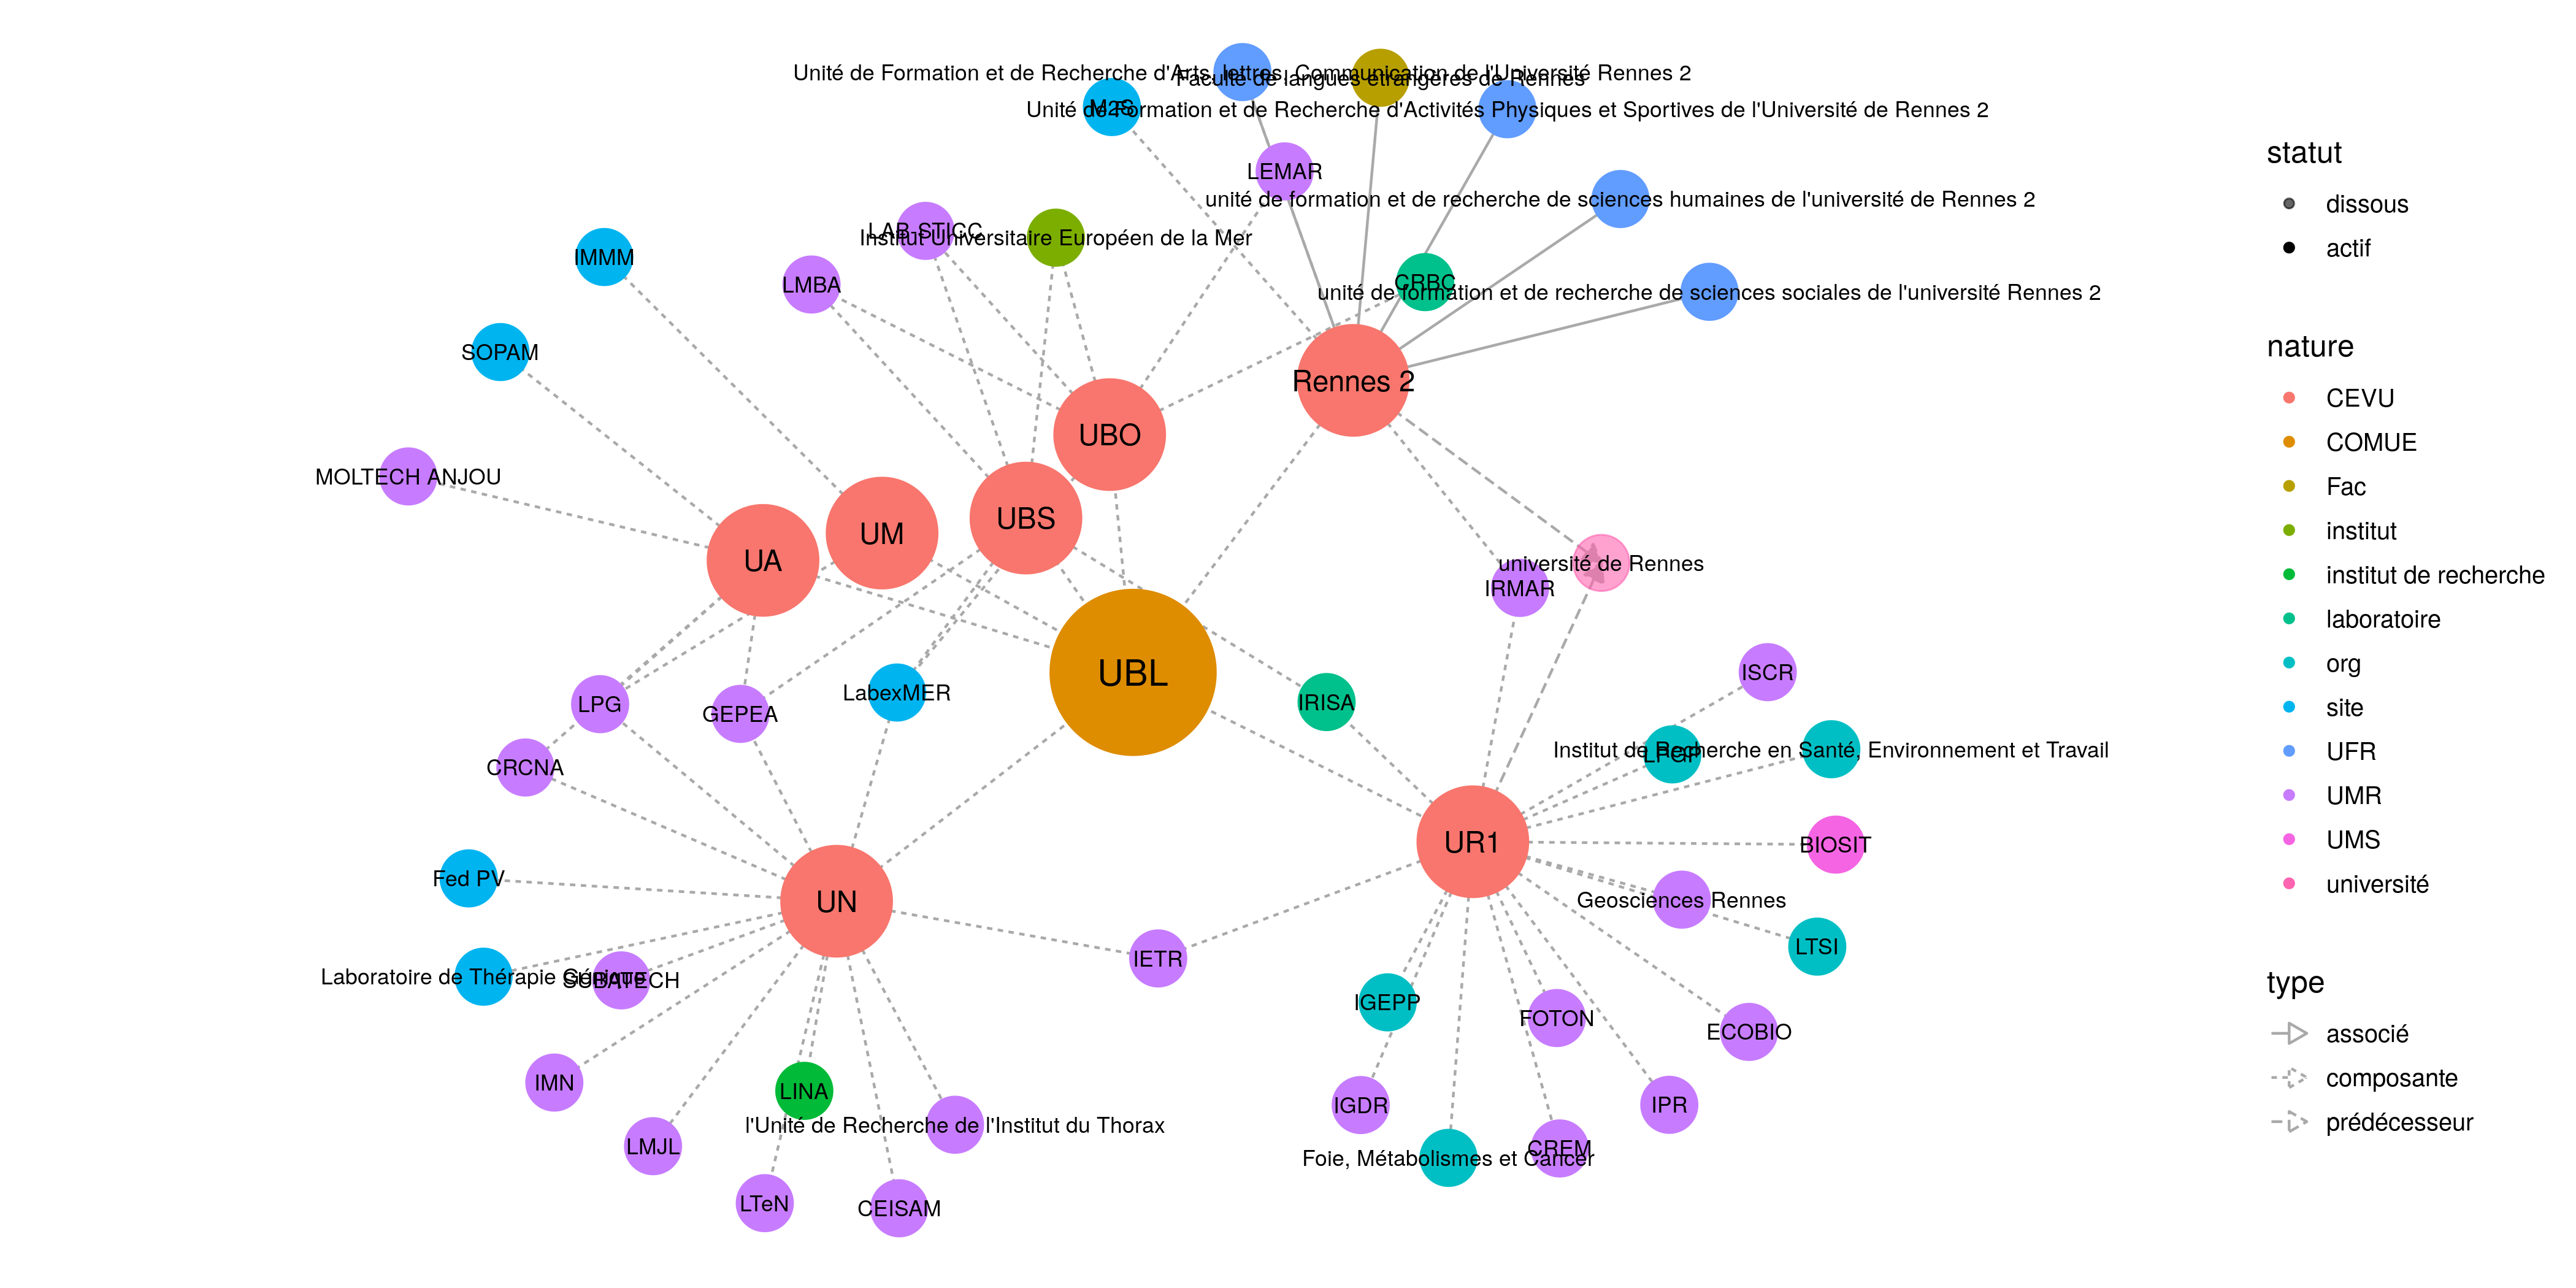 Unité de Formation et de Recherche d'Arts, lettres, Communication de l'Université Rennes 2
Faculté de langues étrangères de Rennes
M2S
Unité de Formation et de Recherche d'Activités Physiques et Sportives de l'Université de Rennes 2
LEMAR
unité de formation et de recherche de sciences humaines de l'université de Rennes 2
LAB-STICC
Institut Universitaire Européen de la Mer
IMMM
LMBA
CRBC
unité de formation et de recherche de sciences sociales de l'université Rennes 2
SOPAM
Rennes 2
UBO
MOLTECH ANJOU
UBS
UM
UA
université de Rennes
IRMAR
UBL
ISCR
LabexMER
IRISA
LPG
GEPEA
Institut de Recherche en Santé, Environnement et Travail
LPGP
CRCNA
UR1
BIOSIT
Fed PV
UN
Geosciences Rennes
LTSI
IETR
Laboratoire de Thérapie Génique
SUBATECH
IGEPP
FOTON
ECOBIO
IMN
LINA
IGDR
IPR
l'Unité de Recherche de l'Institut du Thorax
LMJL
CREM
Foie, Métabolismes et Cancer
LTeN
CEISAM
statut
dissous
actif
nature
CEVU
COMUE
Fac
institut
institut de recherche
laboratoire
org
site
UFR
UMR
UMS
université
type
associé
composante
prédécesseur